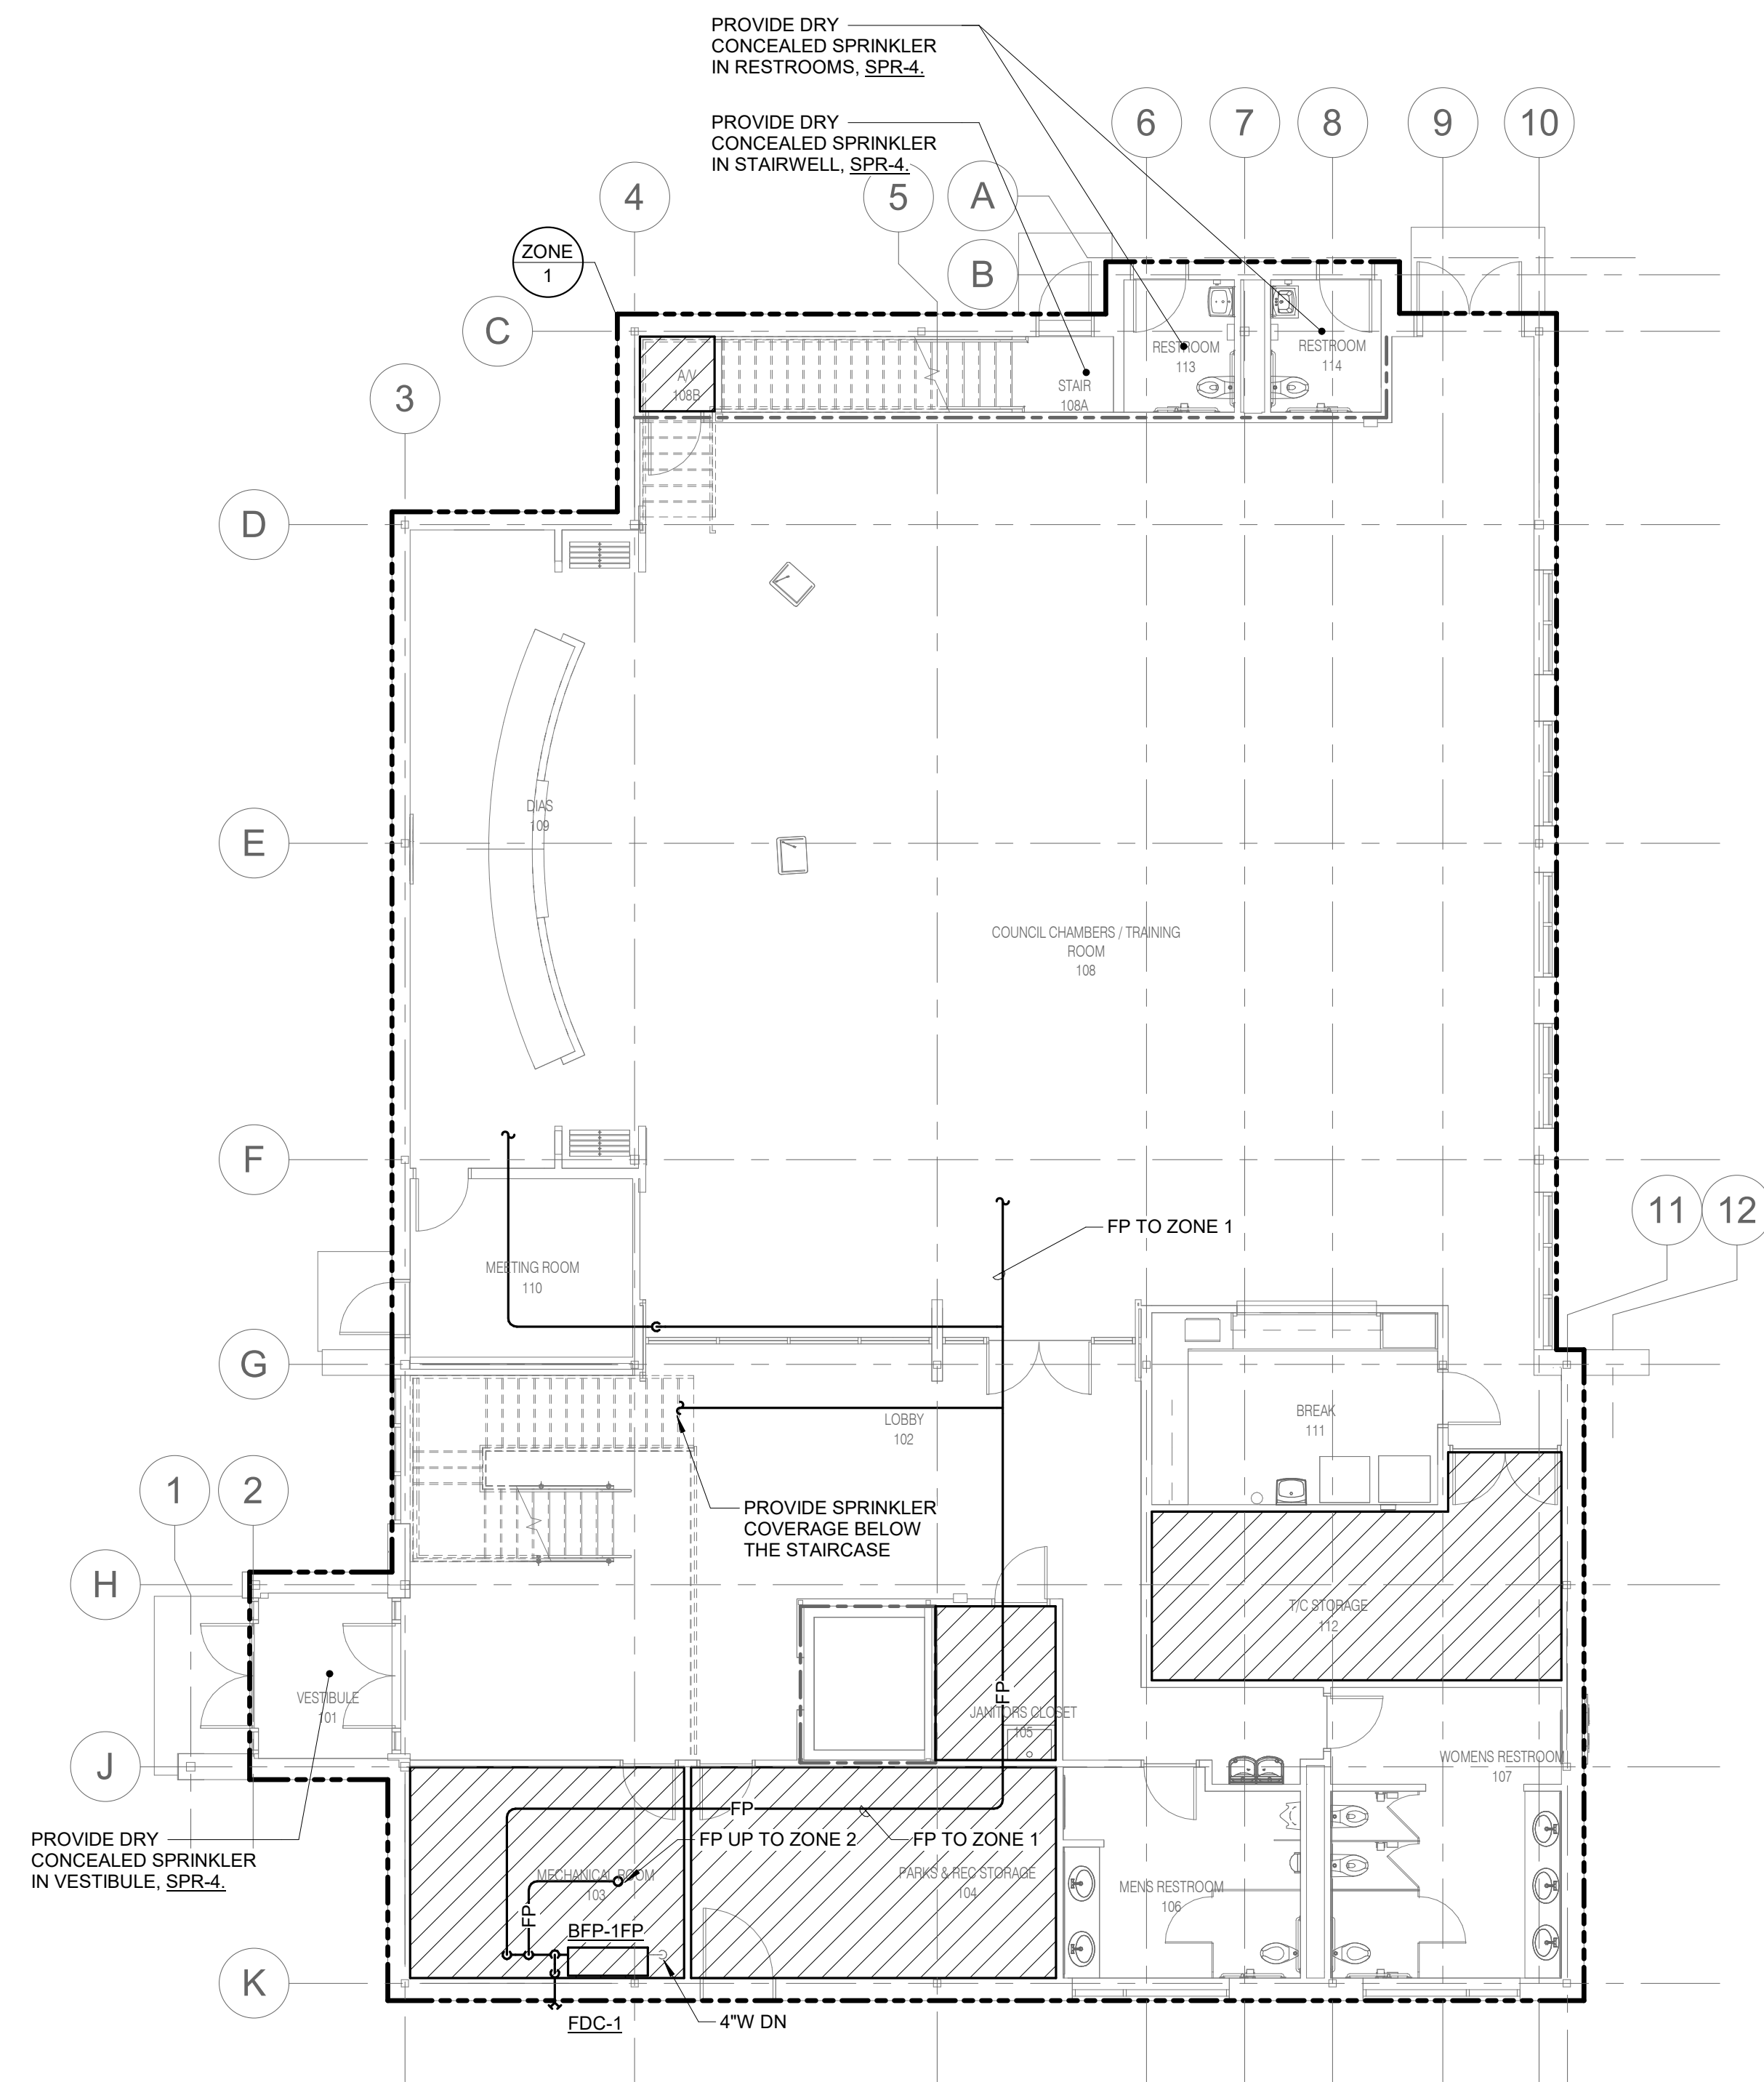 PROVIDE DRY
CONCEALED SPRINKLER
IN RESTROOMS, SPR-4.
PROVIDE DRY
CONCEALED SPRINKLER
IN STAIRWELL, SPR-4.
6
7
8
9
10
4
5
A
B
ZONE
1
C
3
RESTROOM
113
RESTROOM
114
A/V
108B
STAIR
108A
D
DIAS
109
E
COUNCIL CHAMBERS / TRAINING
ROOM
108
F
11
12
FP TO ZONE 1
MEETING ROOM
110
G
LOBBY
102
BREAK
111
1
2
PROVIDE SPRINKLER
COVERAGE BELOW
THE STAIRCASE
H
T/C STORAGE
112
VESTIBULE
101
FP
JANITORS CLOSET
105
J
WOMENS RESTROOM
107
FP
PROVIDE DRY
CONCEALED SPRINKLER
IN VESTIBULE, SPR-4.
FP UP TO ZONE 2
FP TO ZONE 1
MECHANICAL ROOM
103
PARKS & REC STORAGE
104
MENS RESTROOM
106
FP
BFP-1FP
K
FDC-1
4"W DN